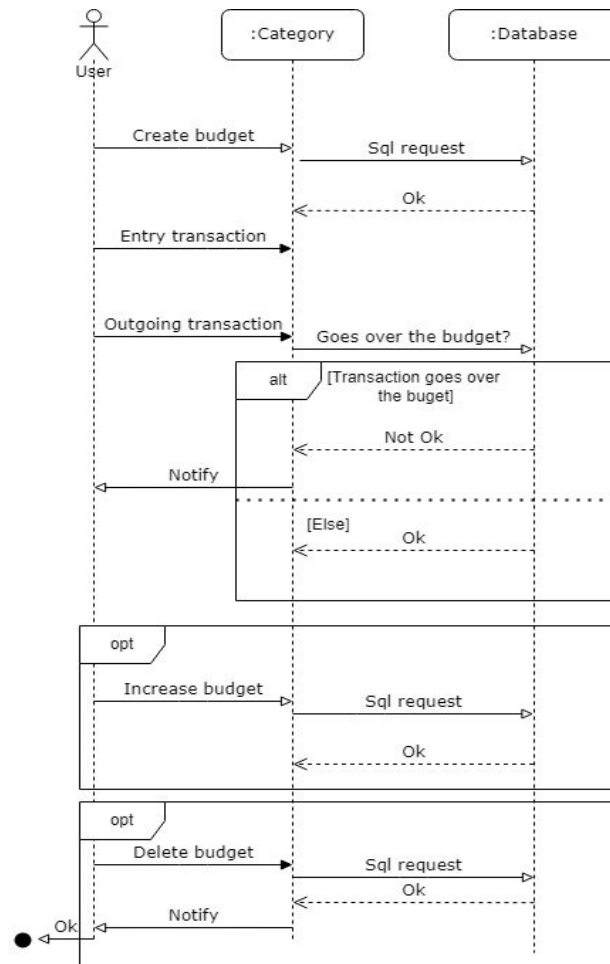 :Category
:Database
User
Create budget
Sql request
Ok
Entry transaction
Outgoing transaction
Goes over the budget?
alt
[Transaction goes over
the buget]
Not Ok
Notify
[Else]
Ok
opt
Increase budget
Sql request
Ok
opt
Delete budget
Sql request
Ok
Notify
Ok